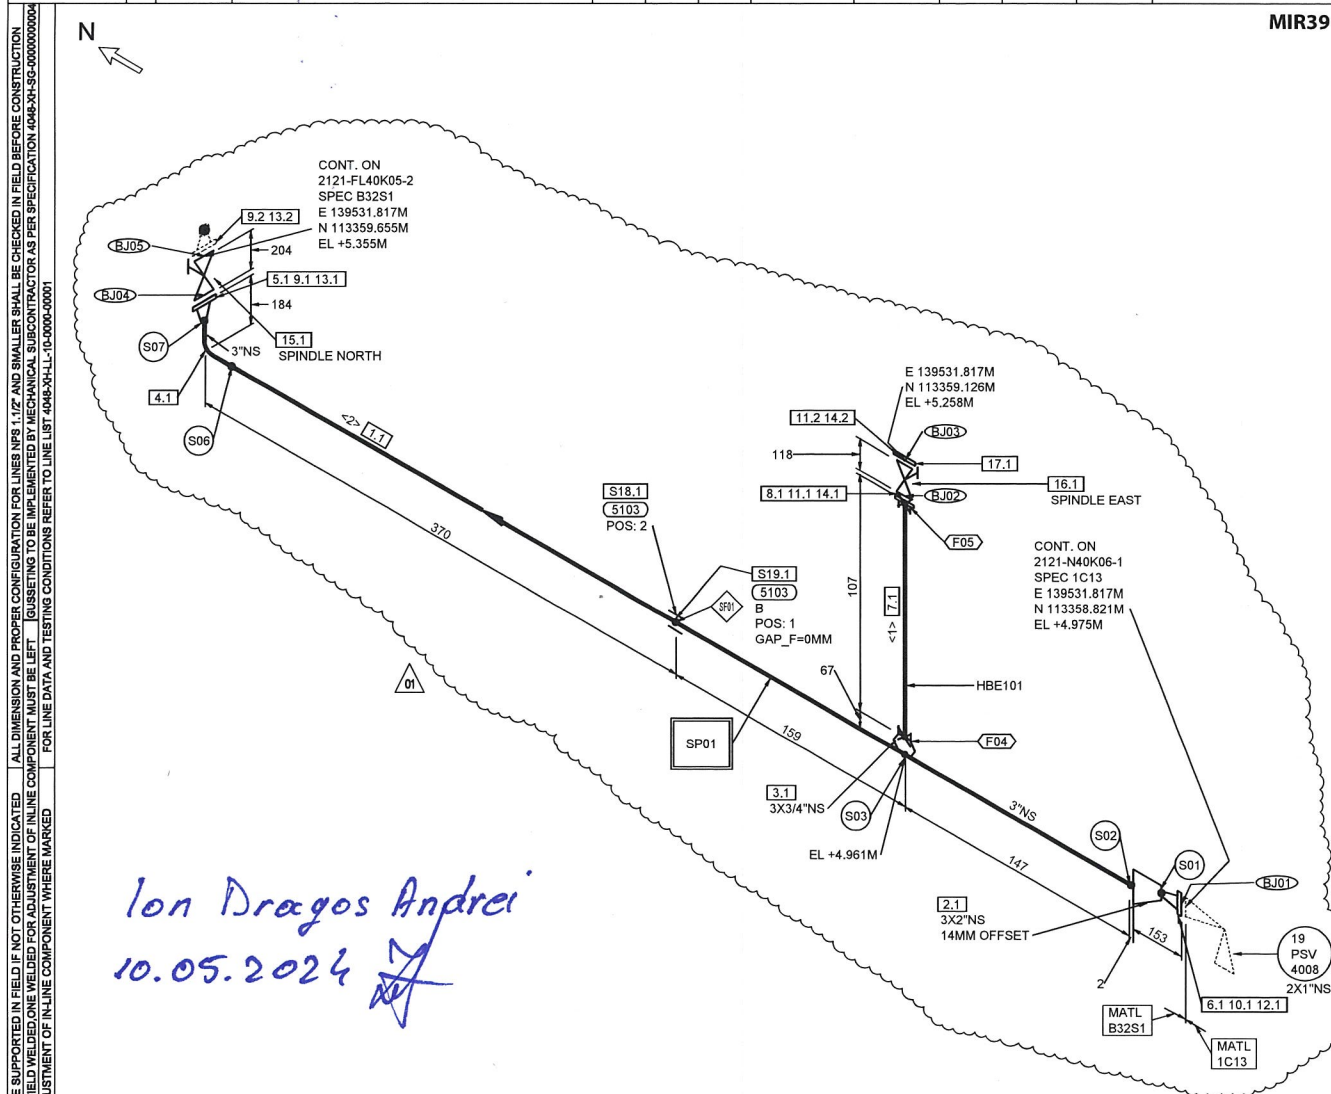 MIR39
N
ALL DIMENSION AND PROPER CONFIGURATION FOR LINES NPS 1.1/2" AND SMALLER SHALL BE CHECKED IN FIELD BEFORE CONSTRUCTION
GUSSETING TO BE IMPLEMENTED BY MECHANICAL SUBCONTRACTOR AS PER SPECIFICATION 4048-XH-SG-
FOR LINE DATA AND TESTING CONDITIONS REFER TO LINE LIST 4048-XH-LL-10-0000-0001
E SUPPORTED IN FIELD IF NOT OTHERWISE INDICATED
IELD WELDED,ONE WELDED FOR ADJUSTMENT OF INLINE COMPONENT MUST BE LEFT
USTMENT OF IN-LINE COMPONENT WHERE MARKED
CONT. ON
2121-FL40K05-2
SPEC B32S1
E 139531.817M
N 113359.655M
EL +5.355M
9.2 13.2
BJ05
204
5.1 9.1 13.1
BJ04
184
15.1
SPINDLE NORTH
S07
3"NS
4.1
S06
<2> 1.1
370
E 139531.817M
N 113359.126M
EL +5.258M
11.2 14.2
BJ03
118
17.1
16.1
SPINDLE EAST
8.1 11.1 14.1
BJ02
F05
S18.1
5103
POS: 2
S19.1
5103
B
POS: 1
GAP_F=0MM
SF01
107
<1> 7.1
CONT. ON
2121-N40K06-1
SPEC 1C13
E 139531.817M
N 113358.821M
EL +4.975M
67
HBE101
01
SP01
159
F04
3.1
3X3/4"NS
S03
EL +4.961M
3"NS
147
S02
S01
BJ01
2.1
3X2"NS
14MM OFFSET
153
2
19
PSV
4008
2X1"NS
6.1 10.1 12.1
MATL
B32S1
MATL
1C13
Ion Dragos Andrei
10.05.2024